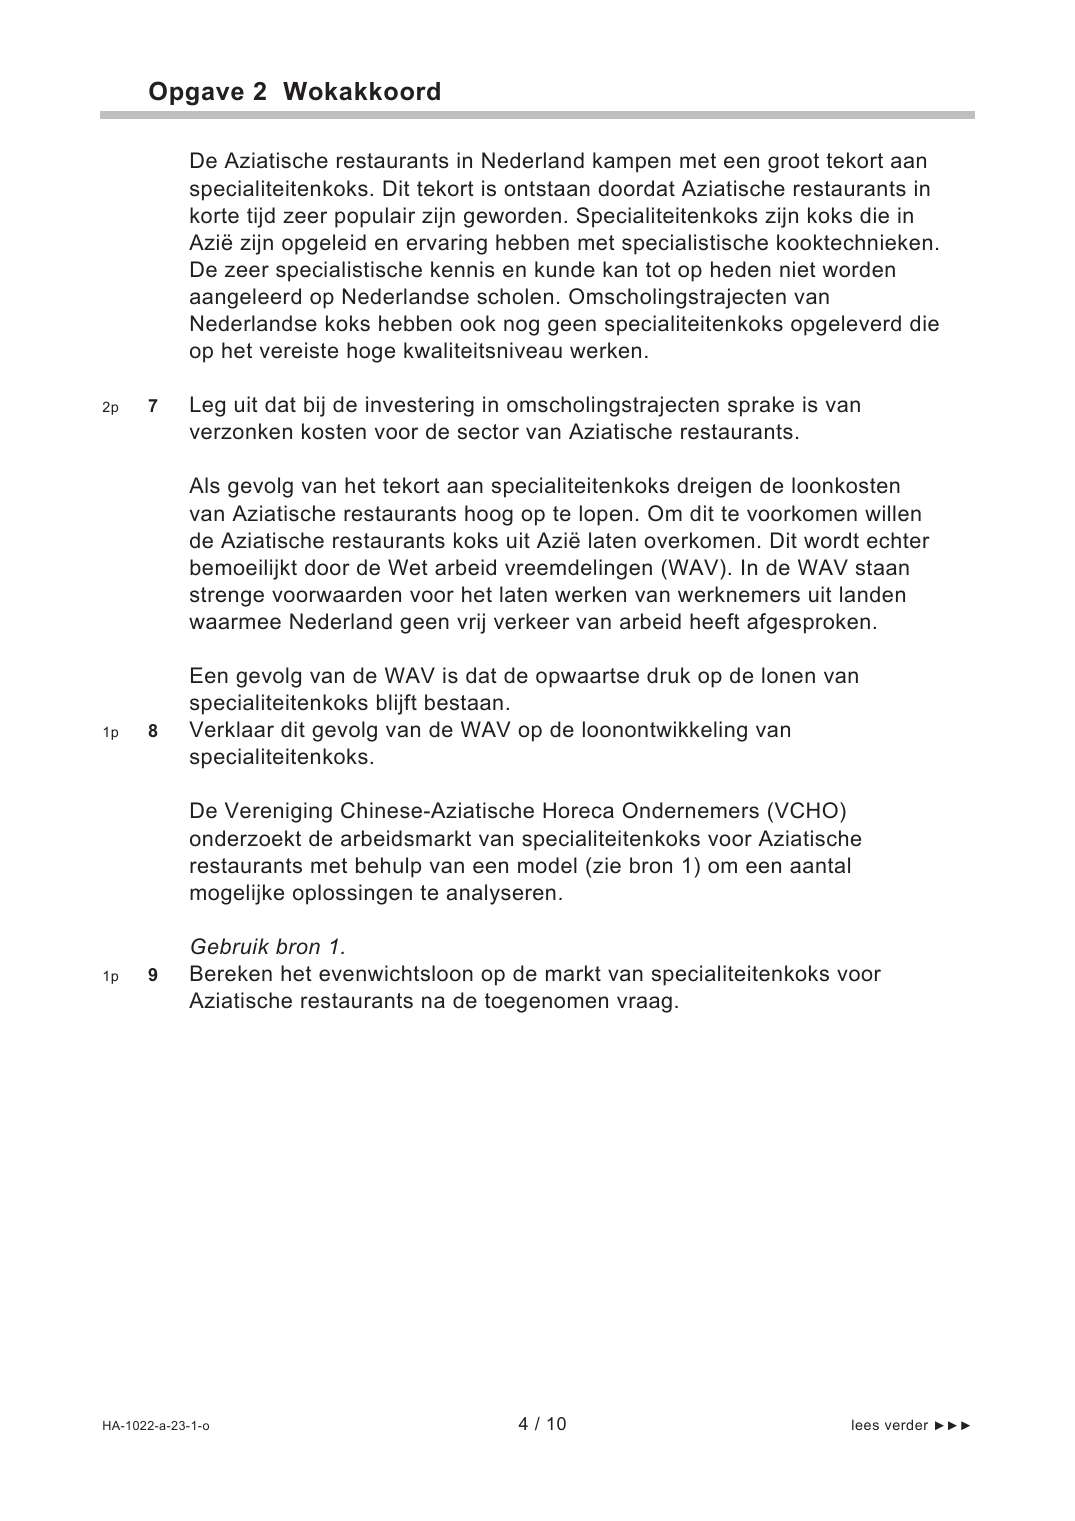 Opgave 2 Wokakkoord
De Aziatische restaurants in Nederland kampen met een groot tekort aan
specialiteitenkoks. Dit tekort is ontstaan doordat Aziatische restaurants in
korte tijd zeer populair zijn geworden. Specialiteitenkoks zijn koks die in
Azië zijn opgeleid en ervaring hebben met specialistische kooktechnieken.
De zeer specialistische kennis en kunde kan tot op heden niet worden
aangeleerd op Nederlandse scholen. Omscholingstrajecten van
Nederlandse koks hebben ook nog geen specialiteitenkoks opgeleverd die
op het vereiste hoge kwaliteitsniveau werken.
2p 7 Leg uit dat bij de investering in omscholingstrajecten sprake is van
verzonken kosten voor de sector van Aziatische restaurants.
Als gevolg van het tekort aan specialiteitenkoks dreigen de loonkosten
van Aziatische restaurants hoog op te lopen. Om dit te voorkomen willen
de Aziatische restaurants koks uit Azië laten overkomen. Dit wordt echter
bemoeilijkt door de Wet arbeid vreemdelingen (WAV). In de WAV staan
strenge voorwaarden voor het laten werken van werknemers uit landen
waarmee Nederland geen vrij verkeer van arbeid heeft afgesproken.
Een gevolg van de WAV is dat de opwaartse druk op de lonen van
specialiteitenkoks blijft bestaan.
1p 8 Verklaar dit gevolg van de WAV op de loonontwikkeling van
specialiteitenkoks.
De Vereniging Chinese-Aziatische Horeca Ondernemers (VCHO)
onderzoekt de arbeidsmarkt van specialiteitenkoks voor Aziatische
restaurants met behulp van een model (zie bron 1) om een aantal
mogelijke oplossingen te analyseren.
Gebruik bron 1.
1p 9 Bereken het evenwichtsloon op de markt van specialiteitenkoks voor
Aziatische restaurants na de toegenomen vraag.
HA-1022-a-23-1-o 4 / 10 lees verder ►►►